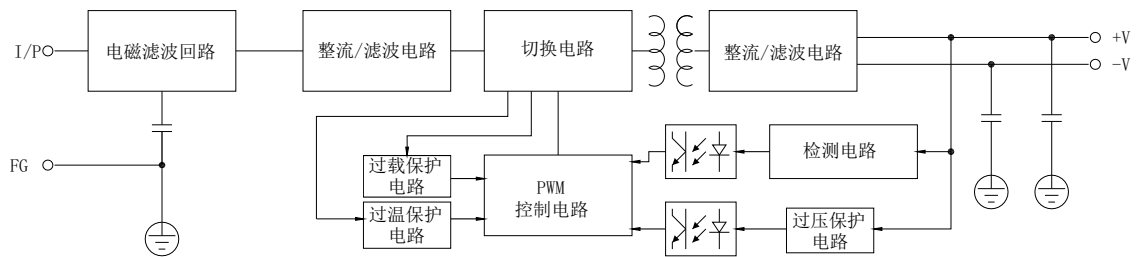 I/P
电磁滤波回路
整流/滤波电路
切换电路
整流/滤波电路
+V
-V
FG
过载保护
电路
过温保护
电路
PWM
控制电路
检测电路
过压保护
电路